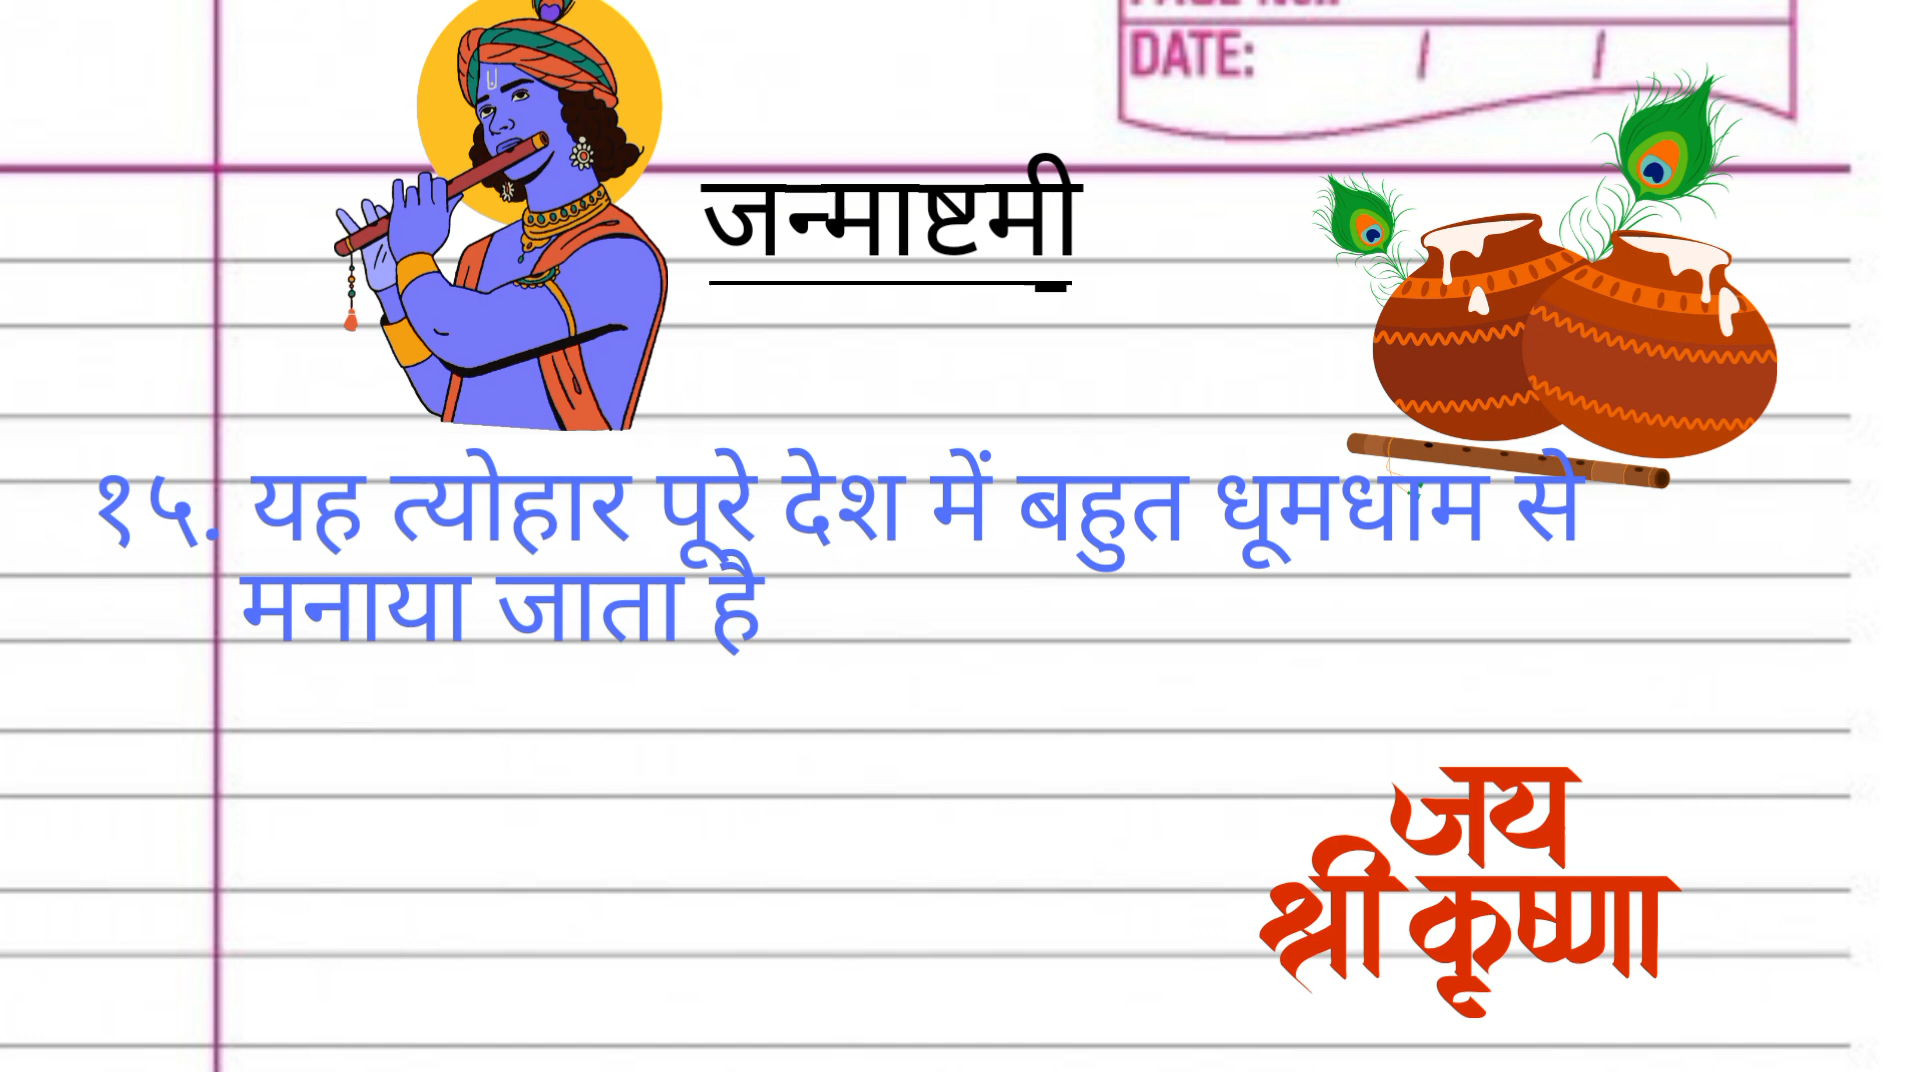 DATE: / /
जन्माष्टमी
१५. यह त्योहार पूरे देश में बहुत धूमधाम से
मनाया जाता है
जय
श्री कृष्णा